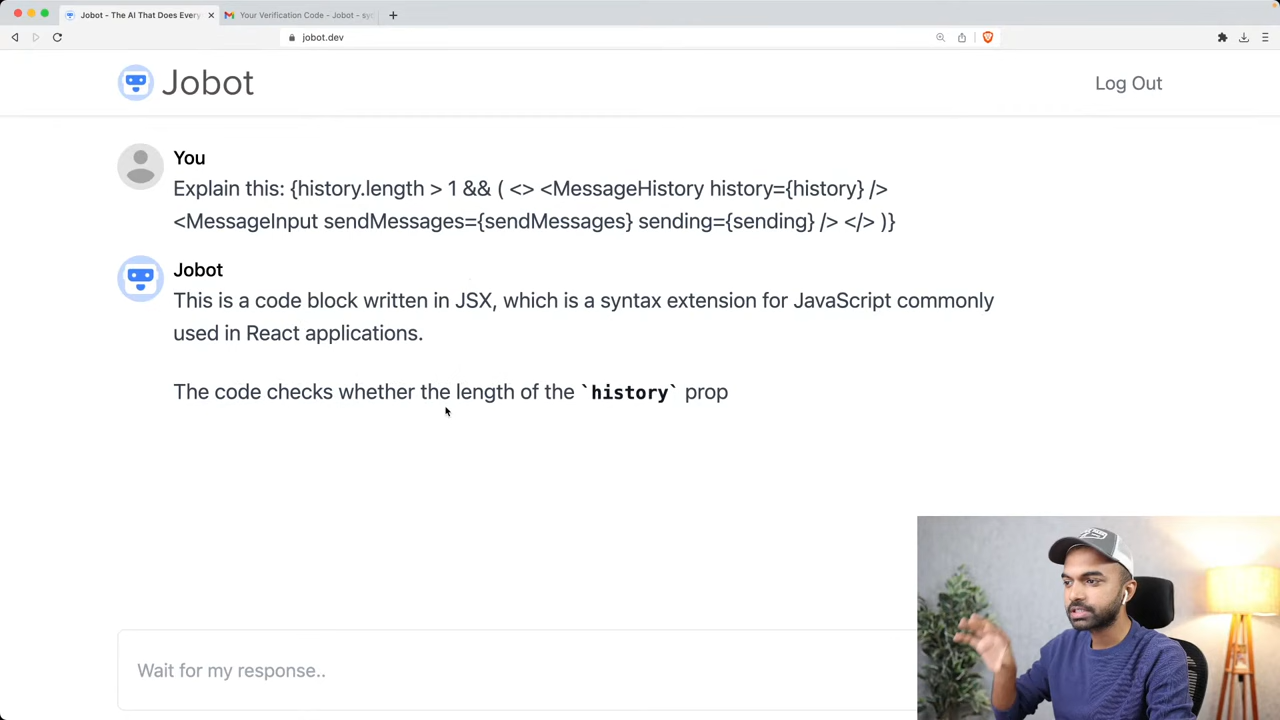 Jobot - The AI That Does Every
Your Verification Code - Jobot - syd
jobot.dev
Jobot
Log Out
You
Explain this: {history.length > 1 && ( <> <MessageHistory history={history} />
<MessageInput sendMessages={sendMessages} sending={sending} /> </> )}
Jobot
This is a code block written in JSX, which is a syntax extension for JavaScript commonly
used in React applications.
The code checks whether the length of the `history` prop
Wait for my response..